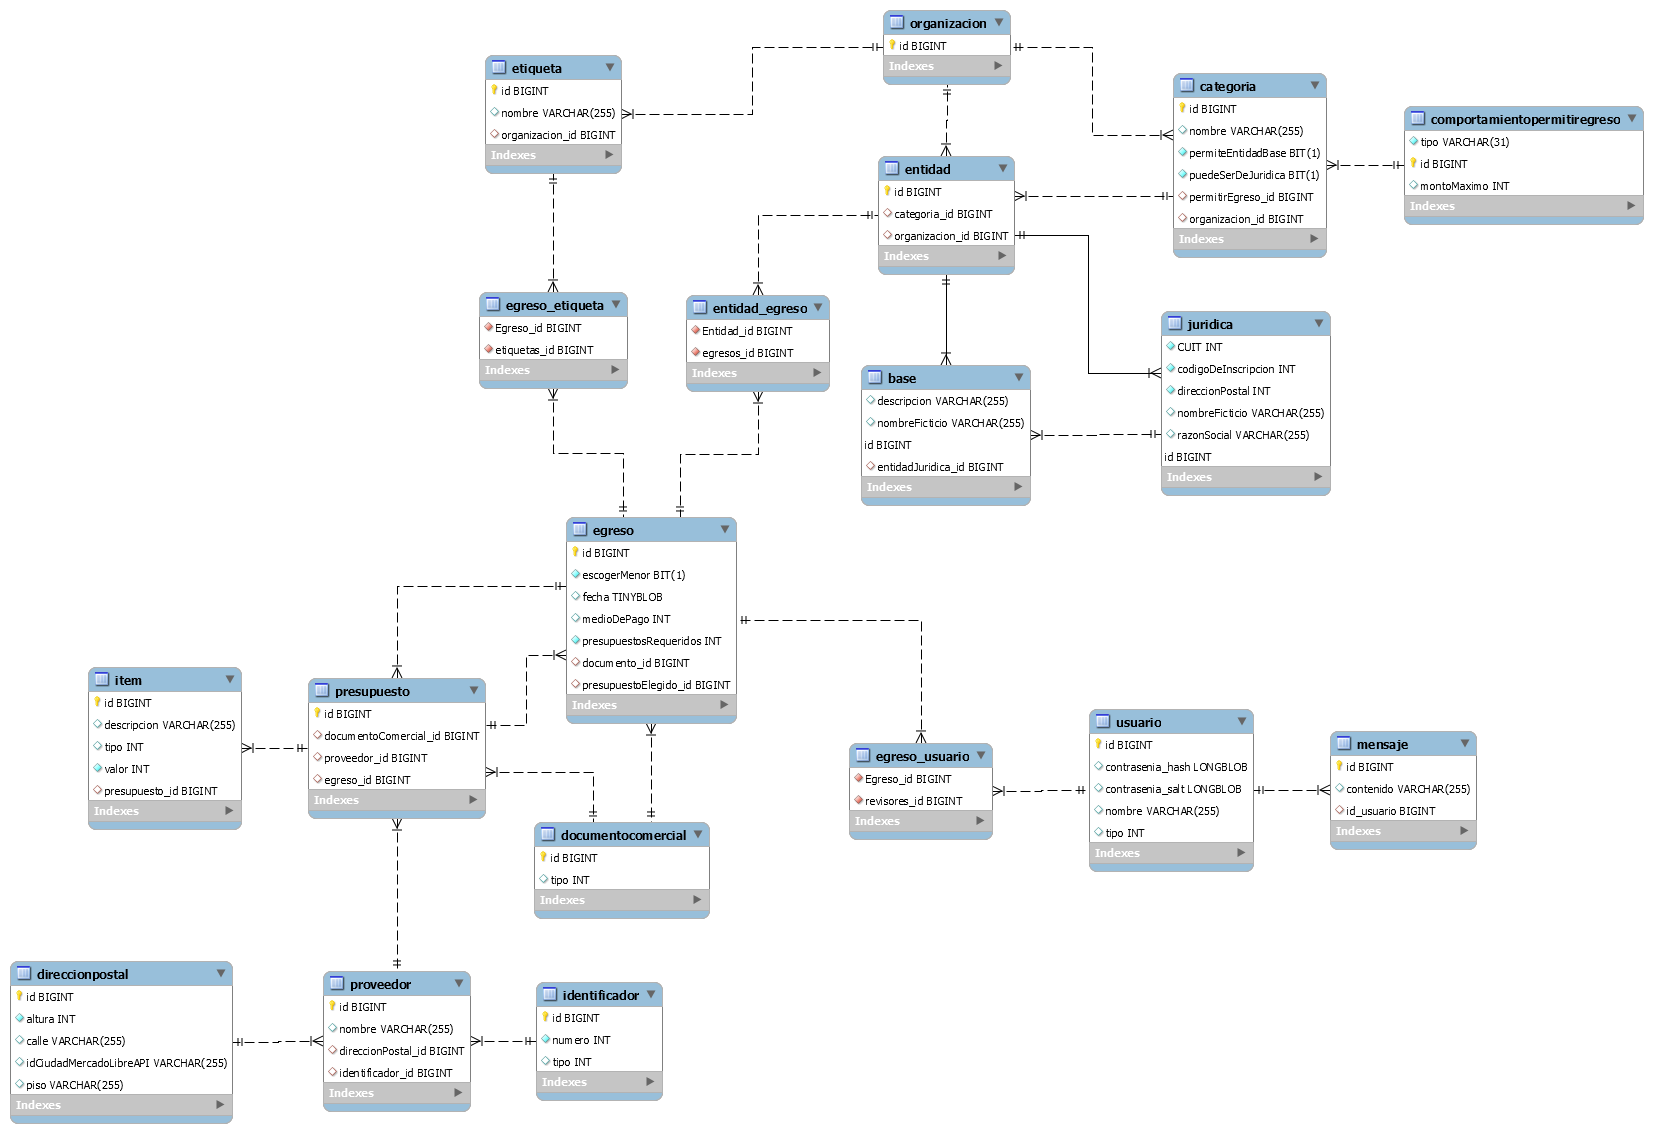 organizacion
id BIGINT
Indexes
etiqueta
id BIGINT
nombre VARCHAR(255)
organizacion_id BIGINT
Indexes
categoria
id BIGINT
nombre VARCHAR(255)
permiteEntidadBase BIT(1)
puedeSerDeJuridica BIT(1)
permitirEgreso_id BIGINT
organizacion_id BIGINT
Indexes
comportamientopermitiregreso
tipo VARCHAR(31)
id BIGINT
montoMaximo INT
Indexes
entidad
id BIGINT
categoria_id BIGINT
organizacion_id BIGINT
Indexes
egreso_etiqueta
Egreso_id BIGINT
etiquetas_id BIGINT
Indexes
entidad_egreso
Entidad_id BIGINT
egresos_id BIGINT
Indexes
juridica
CUIT INT
codigoDeInscripcion INT
direccionPostal INT
nombreFicticio VARCHAR(255)
razonSocial VARCHAR(255)
id BIGINT
Indexes
base
descripcion VARCHAR(255)
nombreFicticio VARCHAR(255)
id BIGINT
entidadJuridica_id BIGINT
Indexes
egreso
id BIGINT
escogerMenor BIT(1)
fecha TINYBLOB
medioDePago INT
presupuestosRequeridos INT
documento_id BIGINT
presupuestoElegido_id BIGINT
Indexes
item
id BIGINT
descripcion VARCHAR(255)
tipo INT
valor INT
presupuesto_id BIGINT
Indexes
presupuesto
id BIGINT
documentoComercial_id BIGINT
proveedor_id BIGINT
egreso_id BIGINT
Indexes
egreso_usuario
Egreso_id BIGINT
revisores_id BIGINT
Indexes
usuario
id BIGINT
contrasenia_hash LONGBLOB
contrasenia_salt LONGBLOB
nombre VARCHAR(255)
tipo INT
Indexes
mensaje
id BIGINT
contenido VARCHAR(255)
id_usuario BIGINT
Indexes
documentocomercial
id BIGINT
tipo INT
Indexes
direccionpostal
id BIGINT
altura INT
calle VARCHAR(255)
idCiudadMercadoLibreAPI VARCHAR(255)
piso VARCHAR(255)
Indexes
proveedor
id BIGINT
nombre VARCHAR(255)
direccionPostal_id BIGINT
identificador_id BIGINT
Indexes
identificador
id BIGINT
numero INT
tipo INT
Indexes